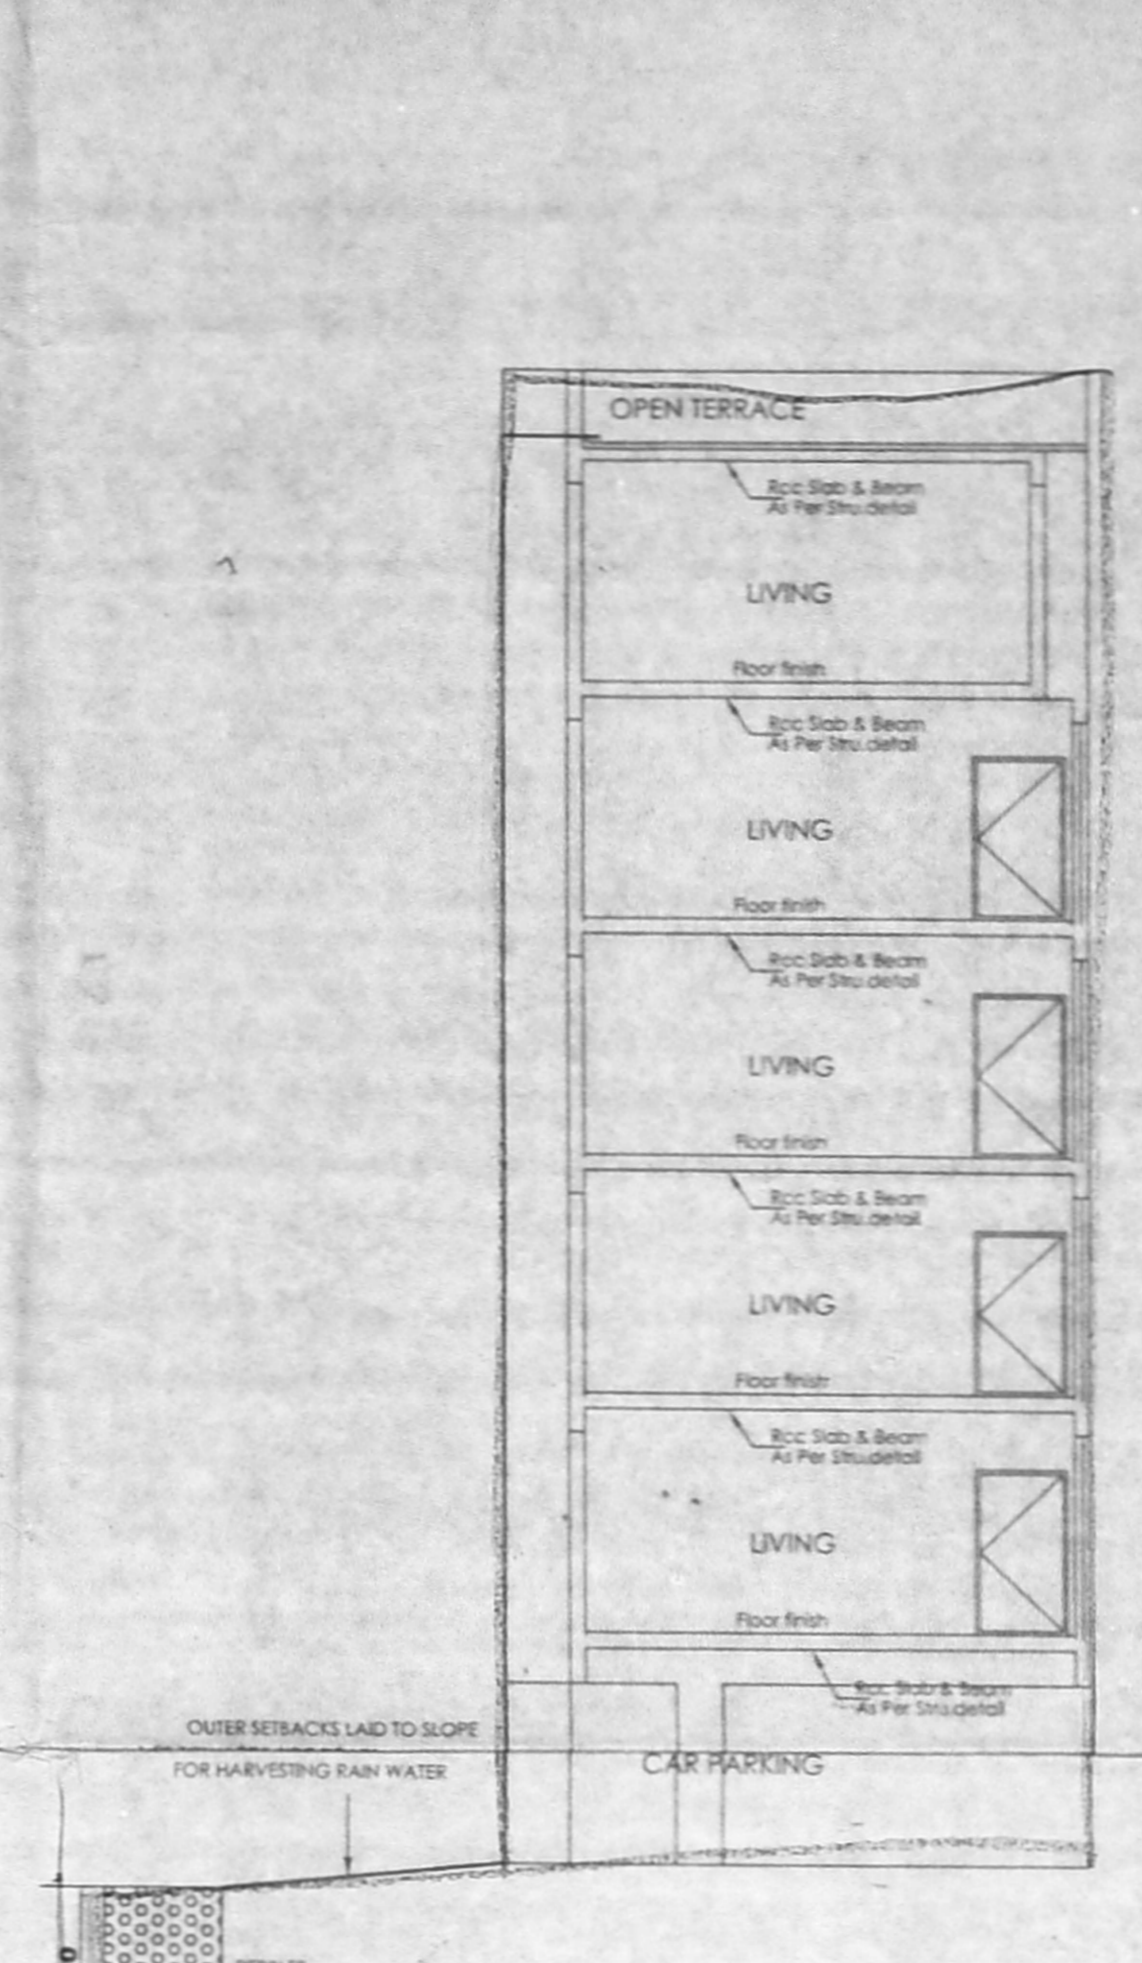 OPEN TERRACE
Rcc Slab & Beam
As Per Stru.detail
LIVING
Floor finish
Rcc Slab & Beam
As Per Stru.detail
LIVING
Floor finish
Rcc Slab & Beam
As Per Stru.detail
LIVING
Floor finish
Rcc Slab & Beam
As Per Stru.detail
LIVING
Floor finish
Rcc Slab & Beam
As Per Stru.detail
LIVING
Floor finish
Rcc Slab & Beam
As Per Stru.detail
OUTER SETBACKS LAID TO SLOPE
FOR HARVESTING RAIN WATER
CAR PARKING